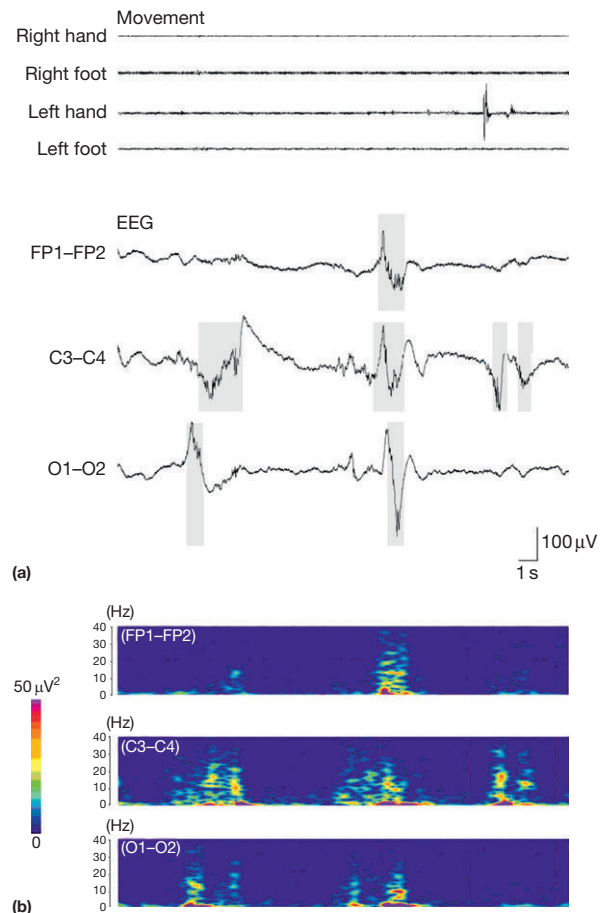 Movement
Right hand
Right foot
Left hand
Left foot
EEG
FP1–FP2
C3–C4
O1–O2
100 μV
1 s
(a)
(Hz)
40
30
20
10
0
(FP1–FP2)
50 μV²
0
(Hz)
40
30
20
10
0
(C3–C4)
(Hz)
40
30
20
10
0
(O1–O2)
(b)